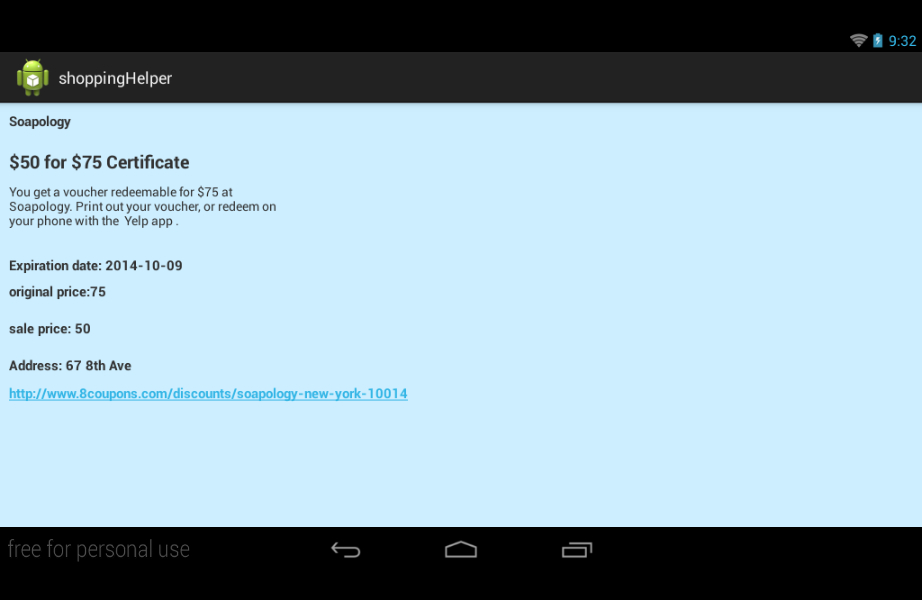 9:32
shoppingHelper
Soapology
$50 for $75 Certificate
You get a voucher redeemable for $75 at
Soapology. Print out your voucher, or redeem on
your phone with the  Yelp app .
Expiration date: 2014-10-09
original price:75
sale price: 50
Address: 67 8th Ave
http://www.8coupons.com/discounts/soapology-new-york-10014
free for personal use